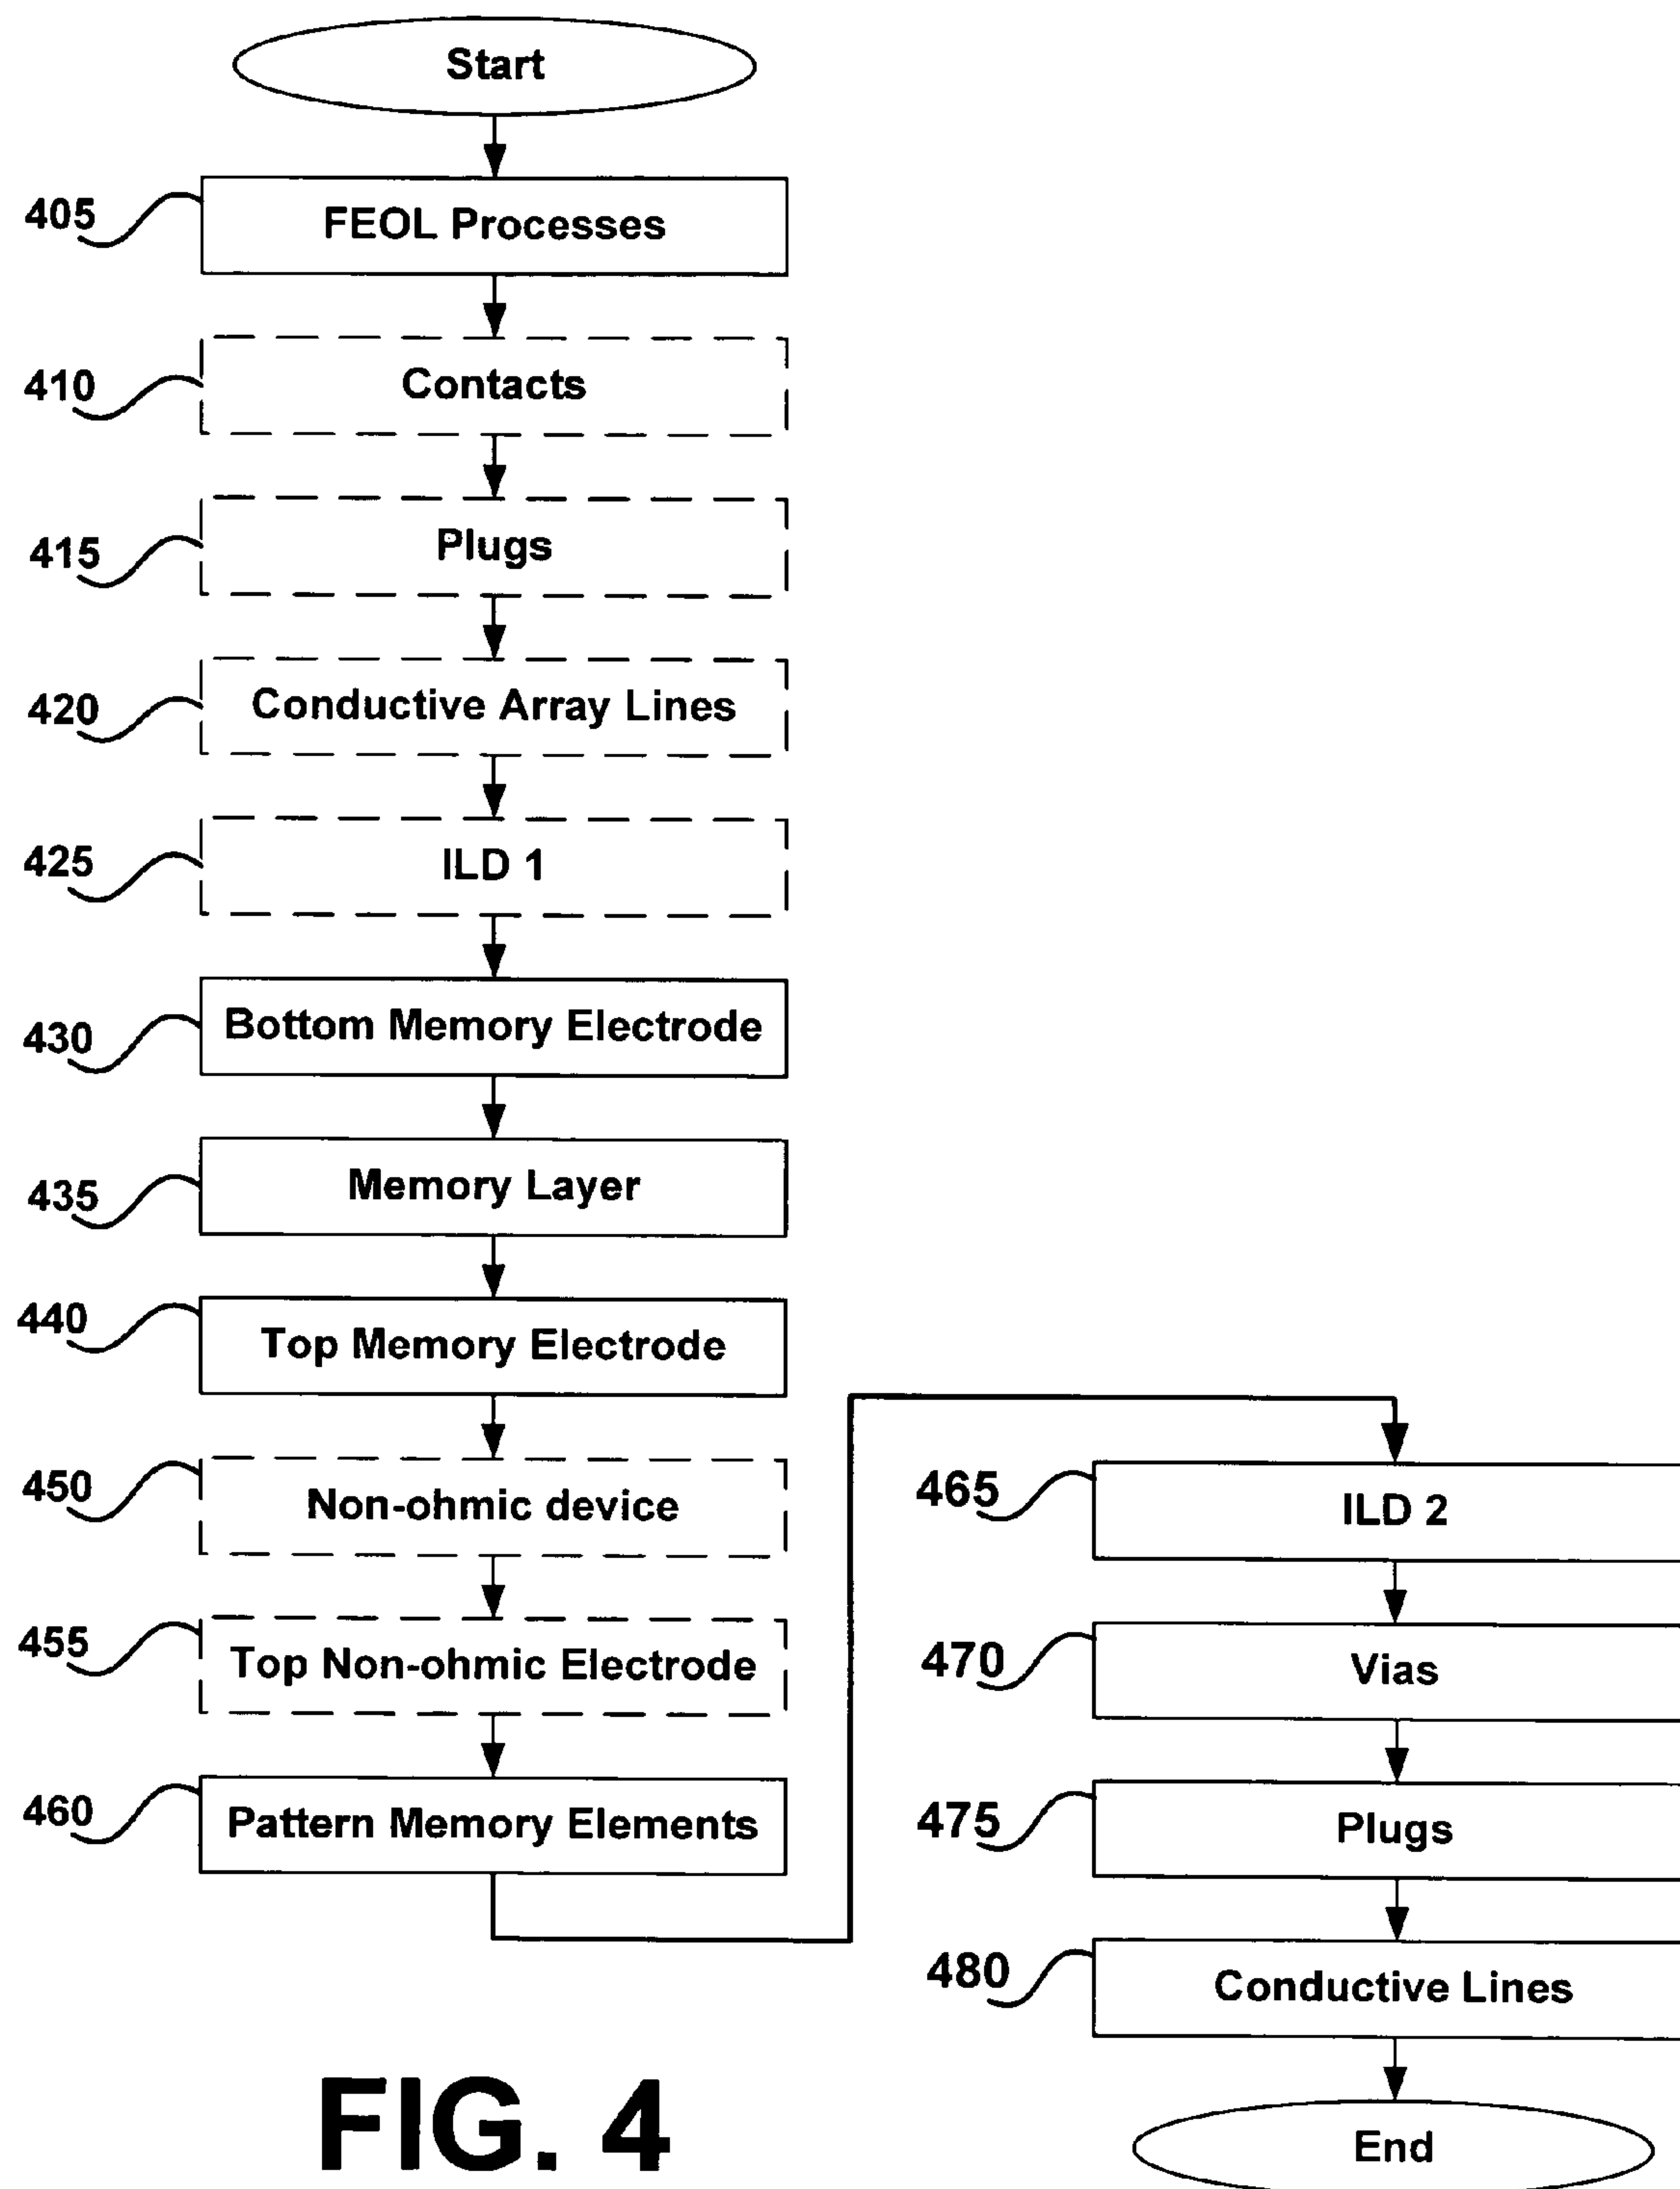 Start
405 FEOL Processes
410 Contacts
415 Plugs
420 Conductive Array Lines
425 ILD 1
430 Bottom Memory Electrode
435 Memory Layer
440 Top Memory Electrode
450 Non-ohmic device
455 Top Non-ohmic Electrode
460 Pattern Memory Elements
465 ILD 2
470 Vias
475 Plugs
480 Conductive Lines
End
FIG. 4